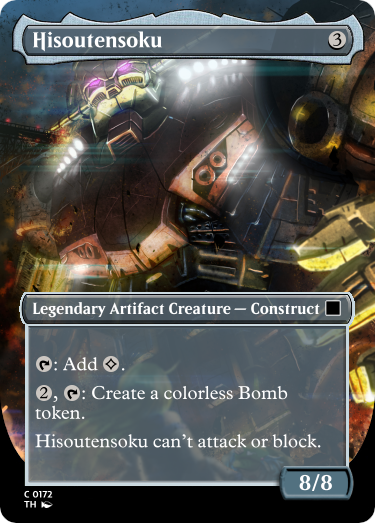 Hisoutensoku 3
Legendary Artifact Creature — Construct
: Add .
2, : Create a colorless Bomb
token.
Hisoutensoku can't attack or block.
8/8
C 0172
TH